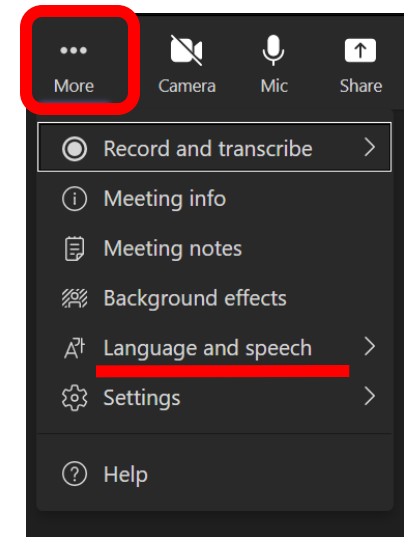 More Camera Mic Share
Record and transcribe
Meeting info
Meeting notes
Background effects
Language and speech
Settings
Help